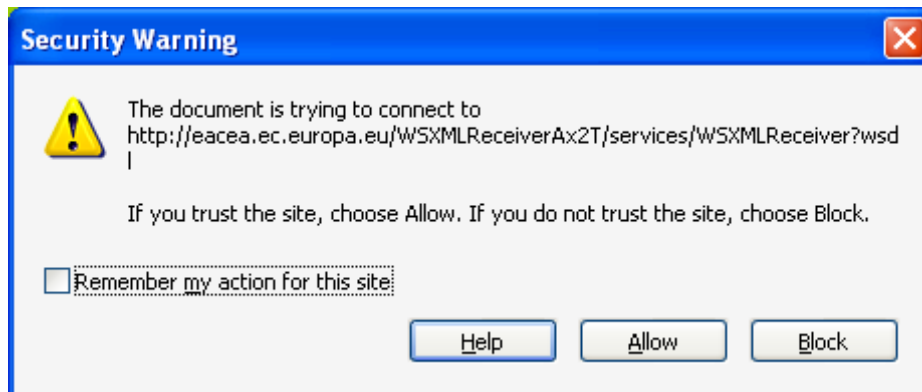 Security Warning
The document is trying to connect to
http://eacea.ec.europa.eu/WSXMLReceiverAx2T/services/WSXMLReceiver?wsd
l
If you trust the site, choose Allow. If you do not trust the site, choose Block.
Remember my action for this site
Help Allow Block